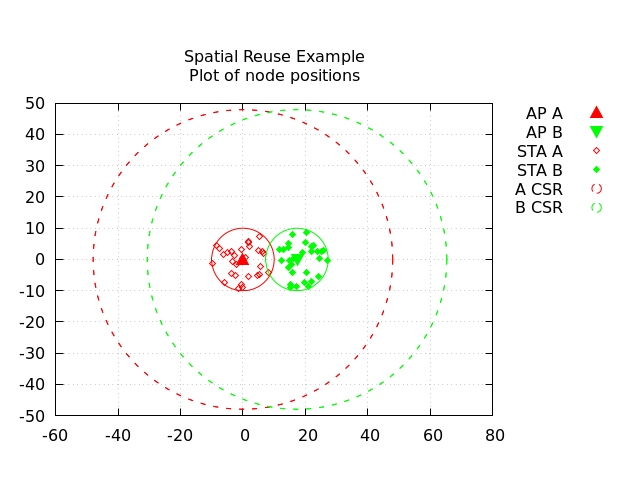 Spatial Reuse Example
Plot of node positions
AP A
AP B
STA A
STA B
A CSR
B CSR
50
40
30
20
10
0
-10
-20
-30
-40
-50
-60 -40 -20 0 20 40 60 80